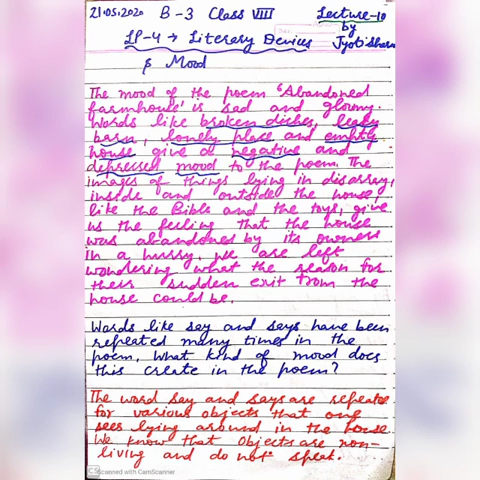 21.05.2020 B-3 Class VIII Lecture-10
by
LP-4 → Literary Devices Jyoti Sharma
& Mood
The mood of the poem 'Abandoned
farmhouse' is sad and gloomy.
Words like broken dishes, leaky
barn, lonely place and empty
house give a negative and
depressed mood to the poem. The
images of things lying in disarray,
inside and outside the house,
like the Bible and the toys, give
us the feeling that the house
was abandoned by its owners
in a hurry. We are left
wondering what the reason for
their sudden exit from the
house could be.
Words like say and says have been
repeated many times in the
poem. What kind of mood does
this create in the poem?
The word say and says are repeated
for various objects that one
sees lying around in the house
We know that objects are non-
living and do not speak.
CS Scanned with CamScanner